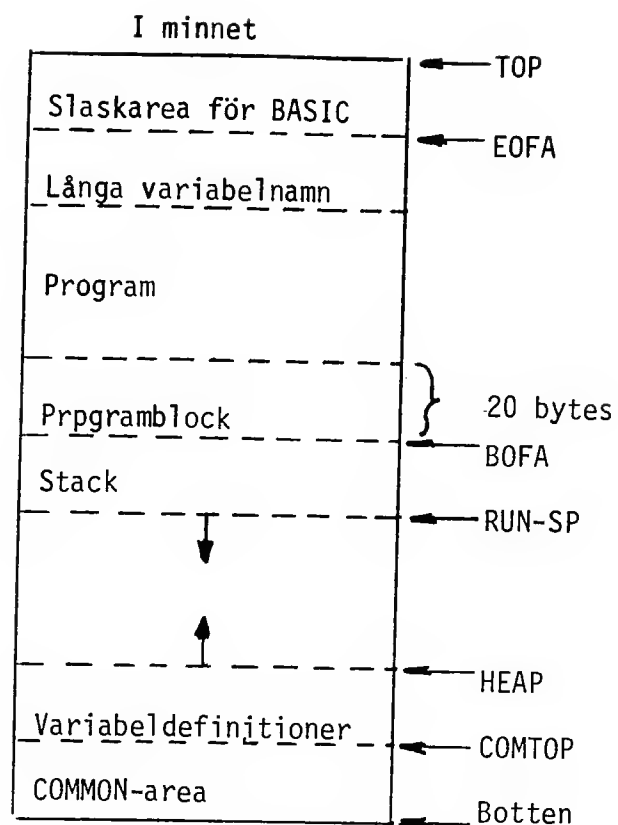 I minnet
TOP
Slaskarea för BASIC
EOFA
Långa variabelnamn
Program
20 bytes
Prpgramblock
BOFA
Stack
RUN-SP
HEAP
Variabeldefinitioner
COMTOP
COMMON-area
Botten